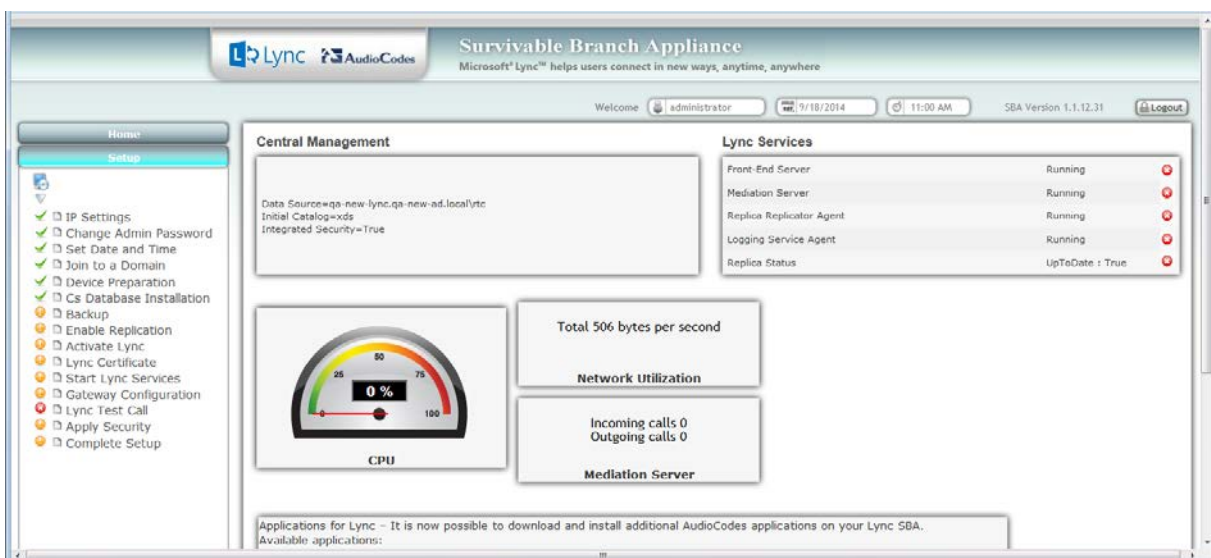 Lync AudioCodes
Survivable Branch Appliance
Microsoft® Lync™ helps users connect in new ways, anytime, anywhere
Welcome administrator 9/18/2014 11:00 AM SBA Version 1.1.12.31 Logout
Home
Setup
IP Settings
Change Admin Password
Set Date and Time
Join to a Domain
Device Preparation
Cs Database Installation
Backup
Enable Replication
Activate Lync
Lync Certificate
Start Lync Services
Gateway Configuration
Lync Test Call
Apply Security
Complete Setup
Central Management
Data Source=qa-new-lync.qa-new-ad.local\rtc
Initial Catalog=xds
Integrated Security=True
Lync Services
Front-End Server Running
Mediation Server Running
Replica Replicator Agent Running
Logging Service Agent Running
Replica Status UpToDate : True
0 25 50 75 100
0 %
CPU
Total 506 bytes per second
Network Utilization
Incoming calls 0
Outgoing calls 0
Mediation Server
Applications for Lync - It is now possible to download and install additional AudioCodes applications on your Lync SBA.
Available applications: